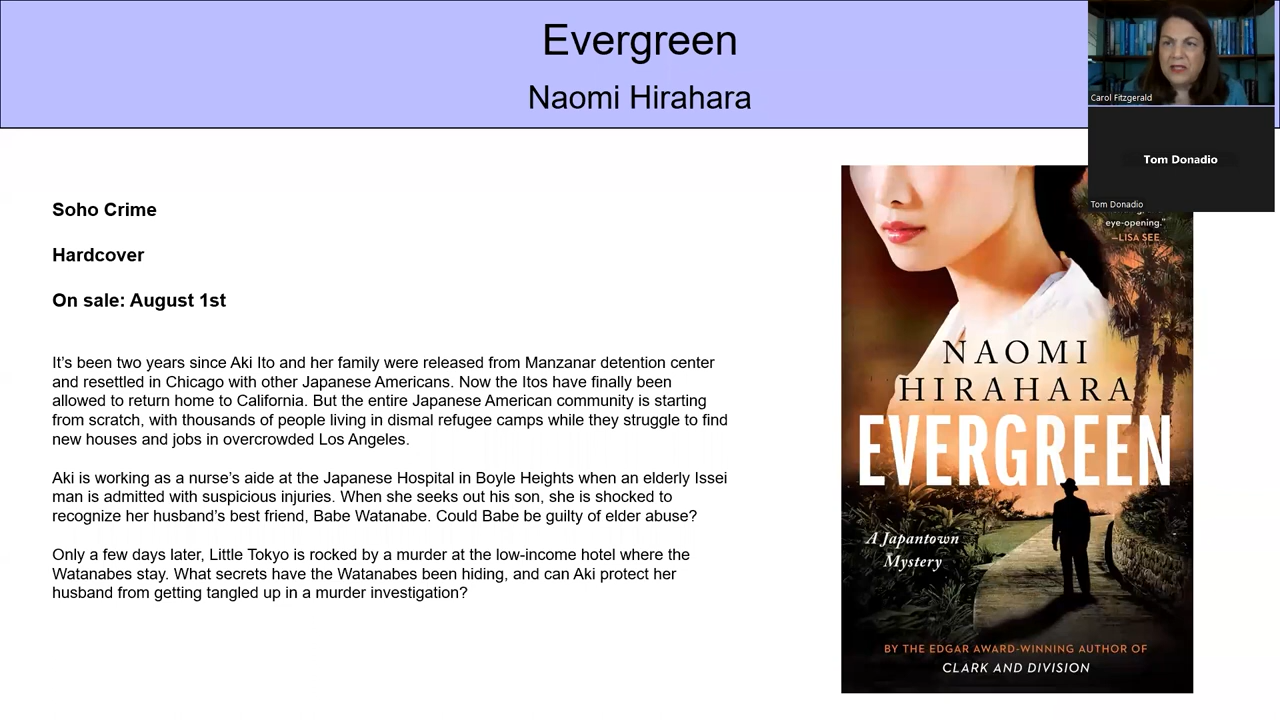 Evergreen
Naomi Hirahara
Carol Fitzgerald
Tom Donadio
Tom Donadio
Soho Crime
Hardcover
On sale: August 1st
It’s been two years since Aki Ito and her family were released from Manzanar detention center
and resettled in Chicago with other Japanese Americans. Now the Itos have finally been
allowed to return home to California. But the entire Japanese American community is starting
from scratch, with thousands of people living in dismal refugee camps while they struggle to find
new houses and jobs in overcrowded Los Angeles.
Aki is working as a nurse’s aide at the Japanese Hospital in Boyle Heights when an elderly Issei
man is admitted with suspicious injuries. When she seeks out his son, she is shocked to
recognize her husband’s best friend, Babe Watanabe. Could Babe be guilty of elder abuse?
Only a few days later, Little Tokyo is rocked by a murder at the low-income hotel where the
Watanabes stay. What secrets have the Watanabes been hiding, and can Aki protect her
husband from getting tangled up in a murder investigation?
eye-opening.”
—LISA SEE
NAOMI
HIRAHARA
EVERGREEN
A Japantown
Mystery
BY THE EDGAR AWARD-WINNING AUTHOR OF
CLARK AND DIVISION